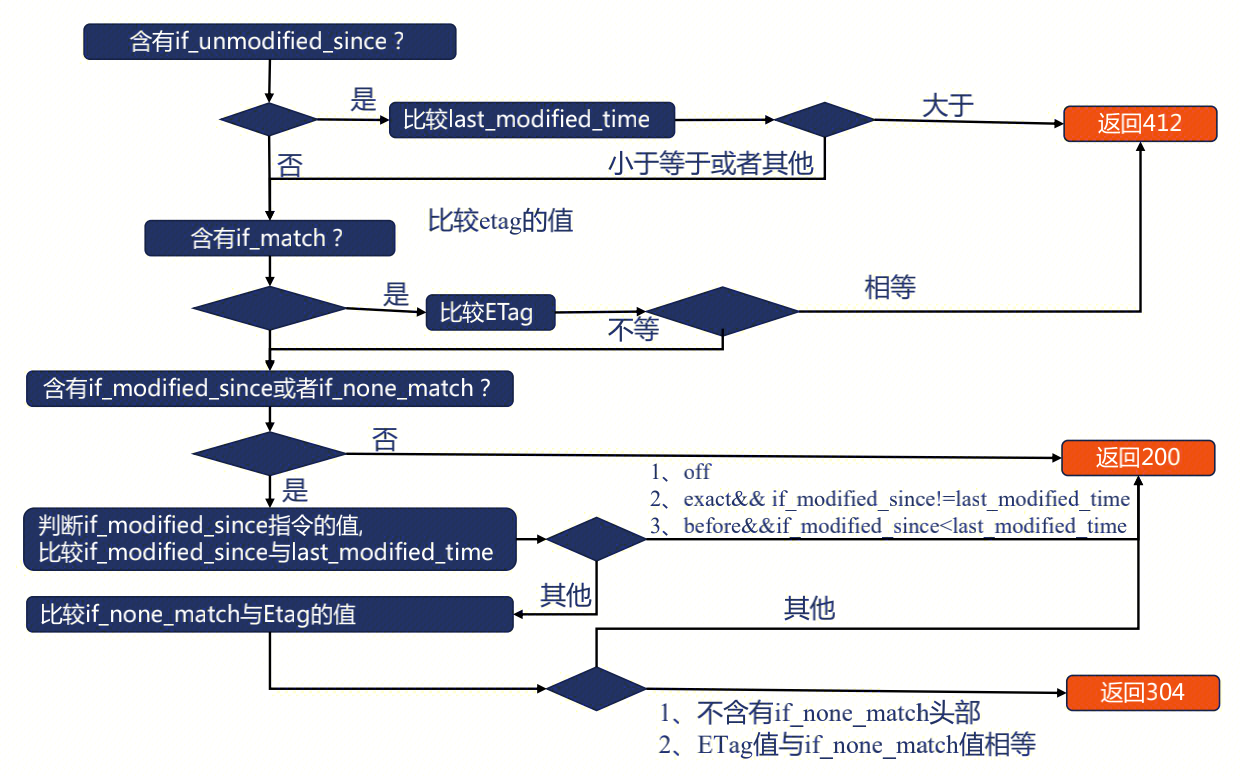 含有if_unmodified_since？
是
比较last_modified_time
大于
返回412
否
小于等于或者其他
比较etag的值
含有if_match？
是
比较ETag
相等
不等
含有if_modified_since或者if_none_match？
否
返回200
是
1、off
2、exact&& if_modified_since!=last_modified_time
3、before&&if_modified_since<last_modified_time
判断if_modified_since指令的值,
比较if_modified_since与last_modified_time
其他
比较if_none_match与Etag的值
其他
返回304
1、不含有if_none_match头部
2、ETag值与if_none_match值相等